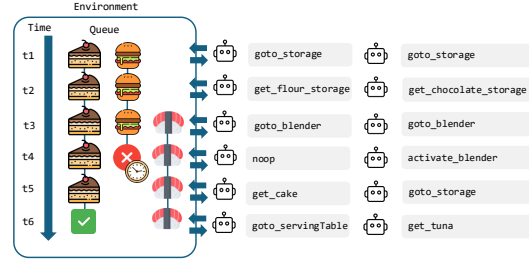 Environment
Time Queue
t1 goto_storage goto_storage
t2 get_flour_storage get_chocolate_storage
t3 goto_blender goto_blender
t4 noop activate_blender
t5 get_cake goto_storage
t6 goto_servingTable get_tuna